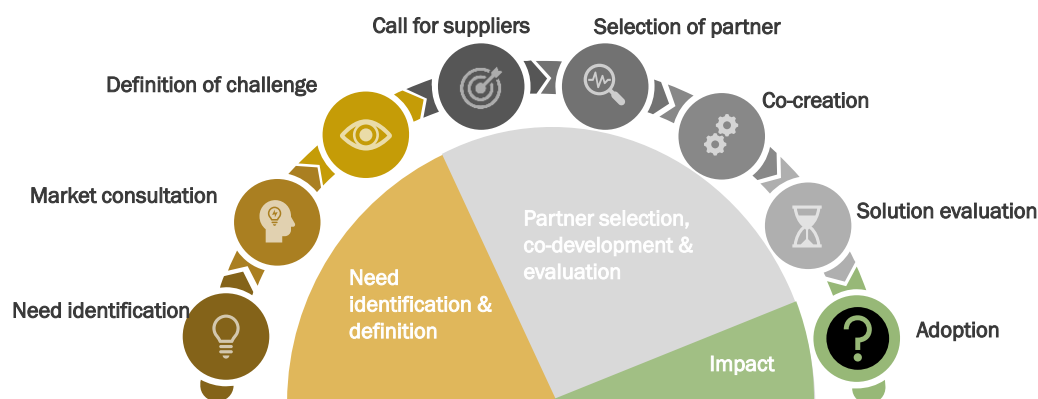 Call for suppliers
Selection of partner
Definition of challenge
Co-creation
Market consultation
Solution evaluation
Need identification
Adoption
Partner selection,
co-development &
evaluation
Need
identification &
definition
Impact
?